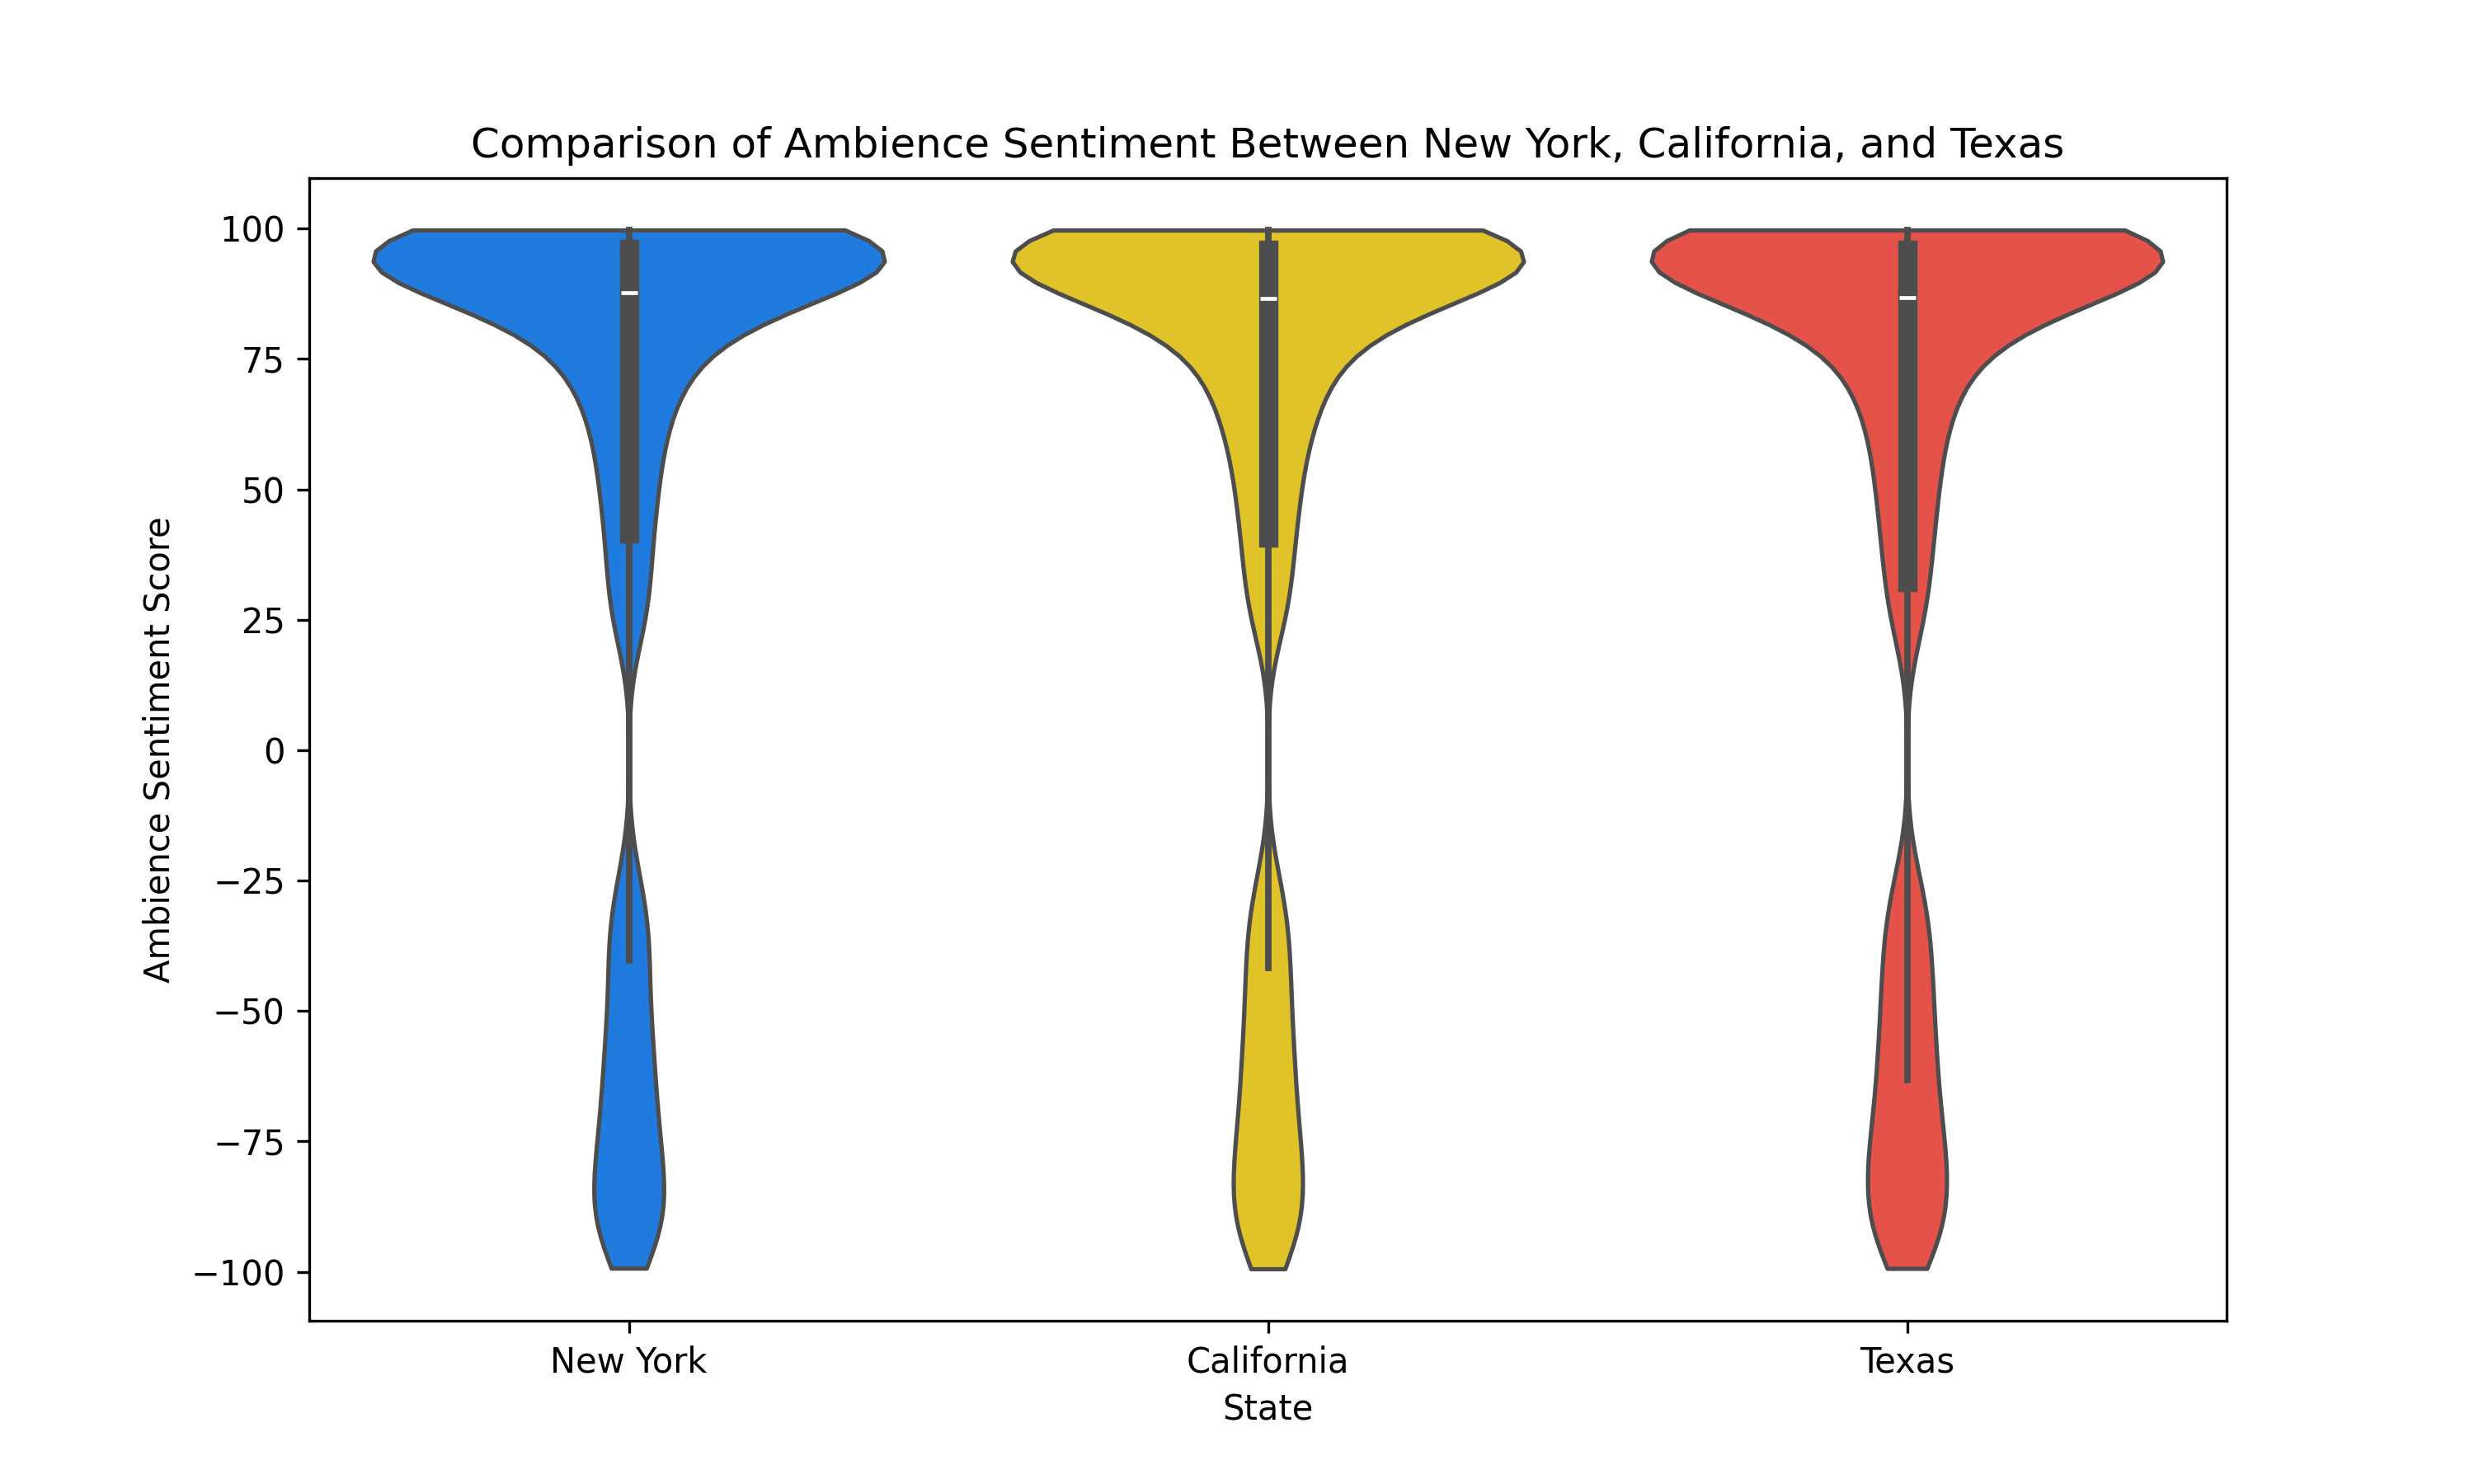 Comparison of Ambience Sentiment Between New York, California, and Texas
Ambience Sentiment Score
100
75
50
25
0
−25
−50
−75
−100
New York
California
Texas
State